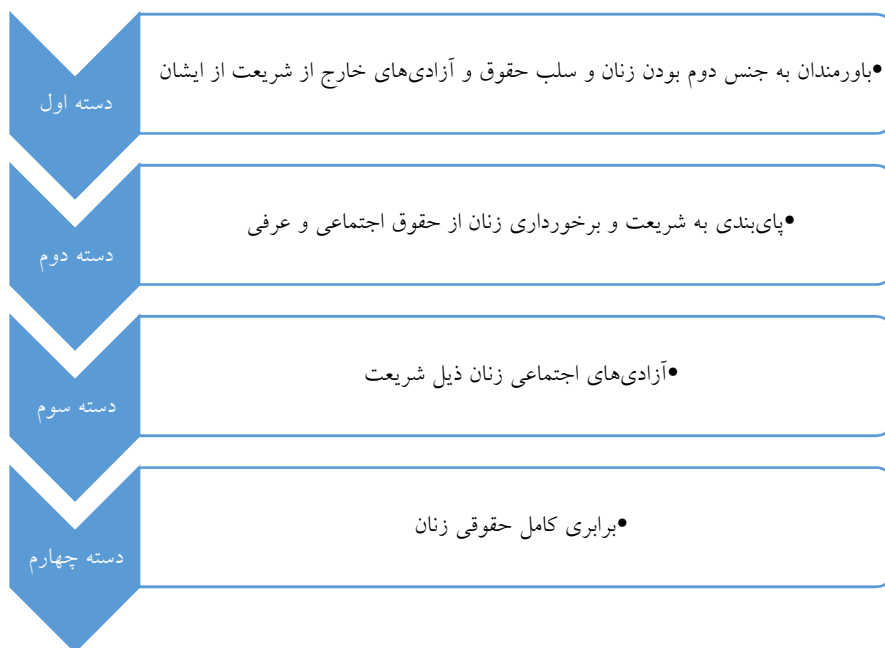 دسته اول
•باورمندان به جنس دوم بودن زنان و سلب حقوق و آزادی‌های خارج از شریعت از ایشان
دسته دوم
•پای‌بندی به شریعت و برخورداری زنان از حقوق اجتماعی و عرفی
دسته سوم
•آزادی‌های اجتماعی زنان ذیل شریعت
دسته چهارم
•برابری کامل حقوقی زنان